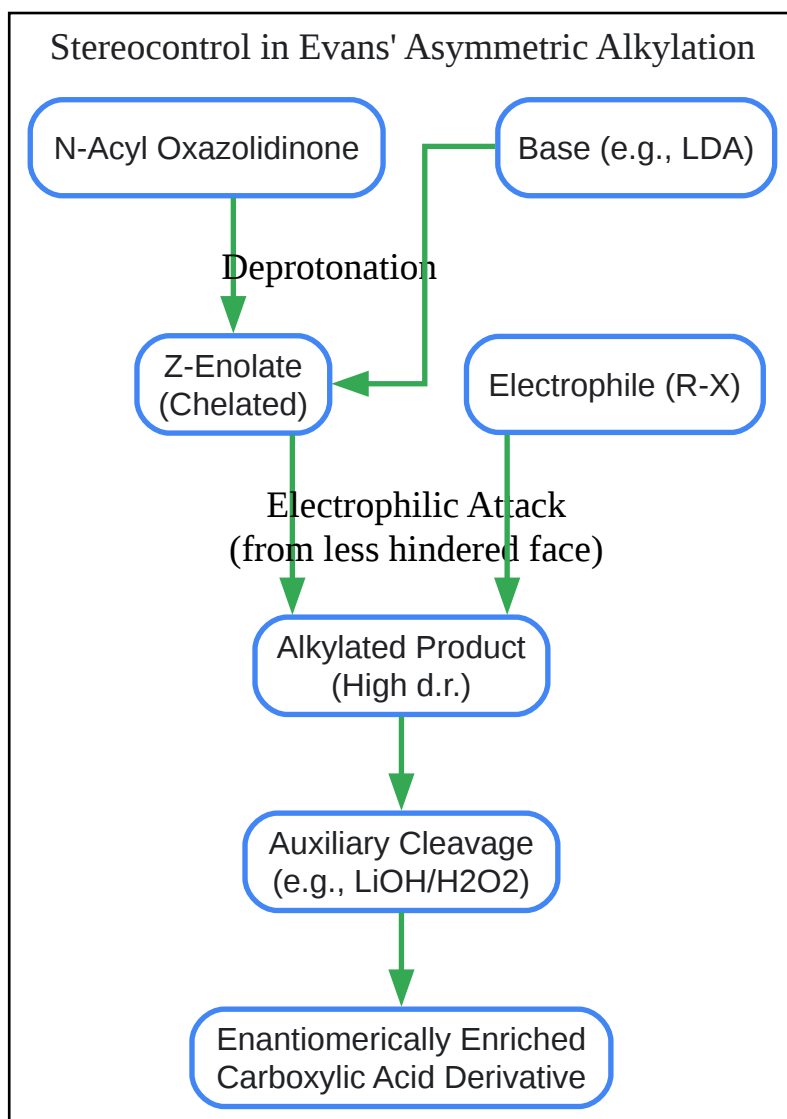 Stereocontrol in Evans' Asymmetric Alkylation
N-Acyl Oxazolidinone
Base (e.g., LDA)
Deprotonation
Z-Enolate
(Chelated)
Electrophile (R-X)
Electrophilic Attack
(from less hindered face)
Alkylated Product
(High d.r.)
Auxiliary Cleavage
(e.g., LiOH/H2O2)
Enantiomerically Enriched
Carboxylic Acid Derivative